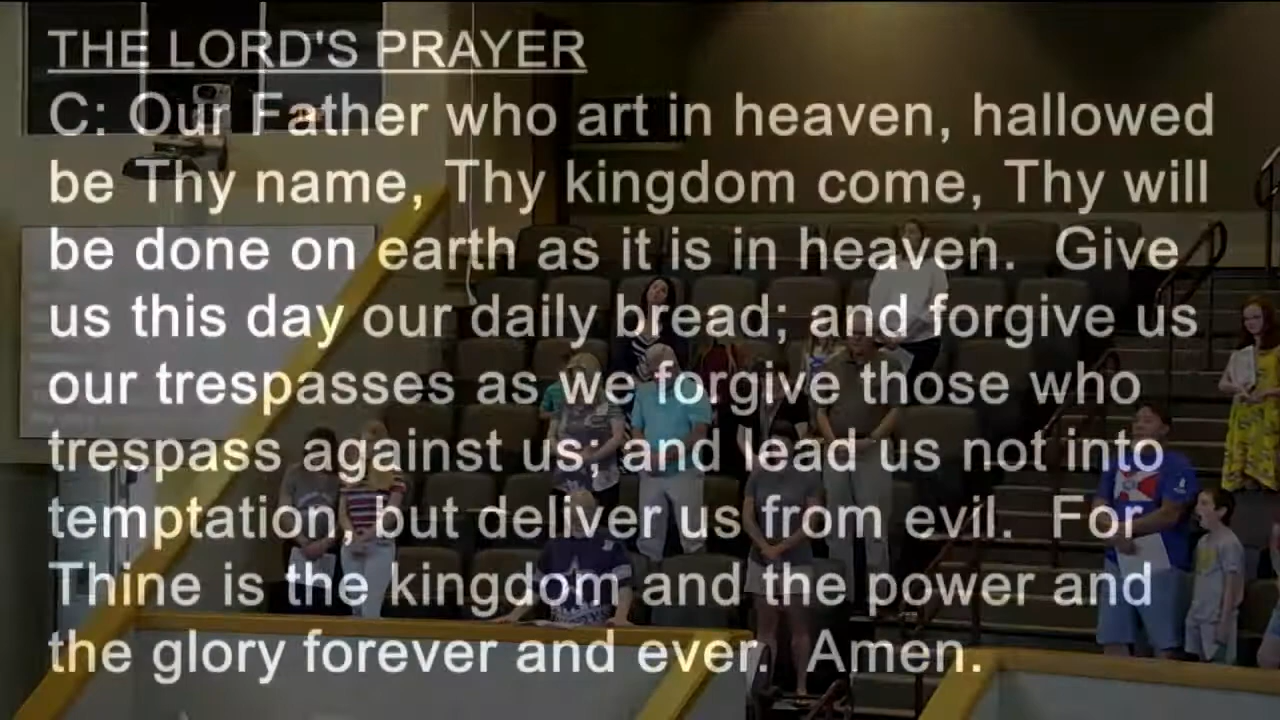 THE LORD'S PRAYER
C: Our Father who art in heaven, hallowed
be Thy name, Thy kingdom come, Thy will
be done on earth as it is in heaven.  Give
us this day our daily bread; and forgive us
our trespasses as we forgive those who
trespass against us; and lead us not into
temptation, but deliver us from evil.  For
Thine is the kingdom and the power and
the glory forever and ever.  Amen.